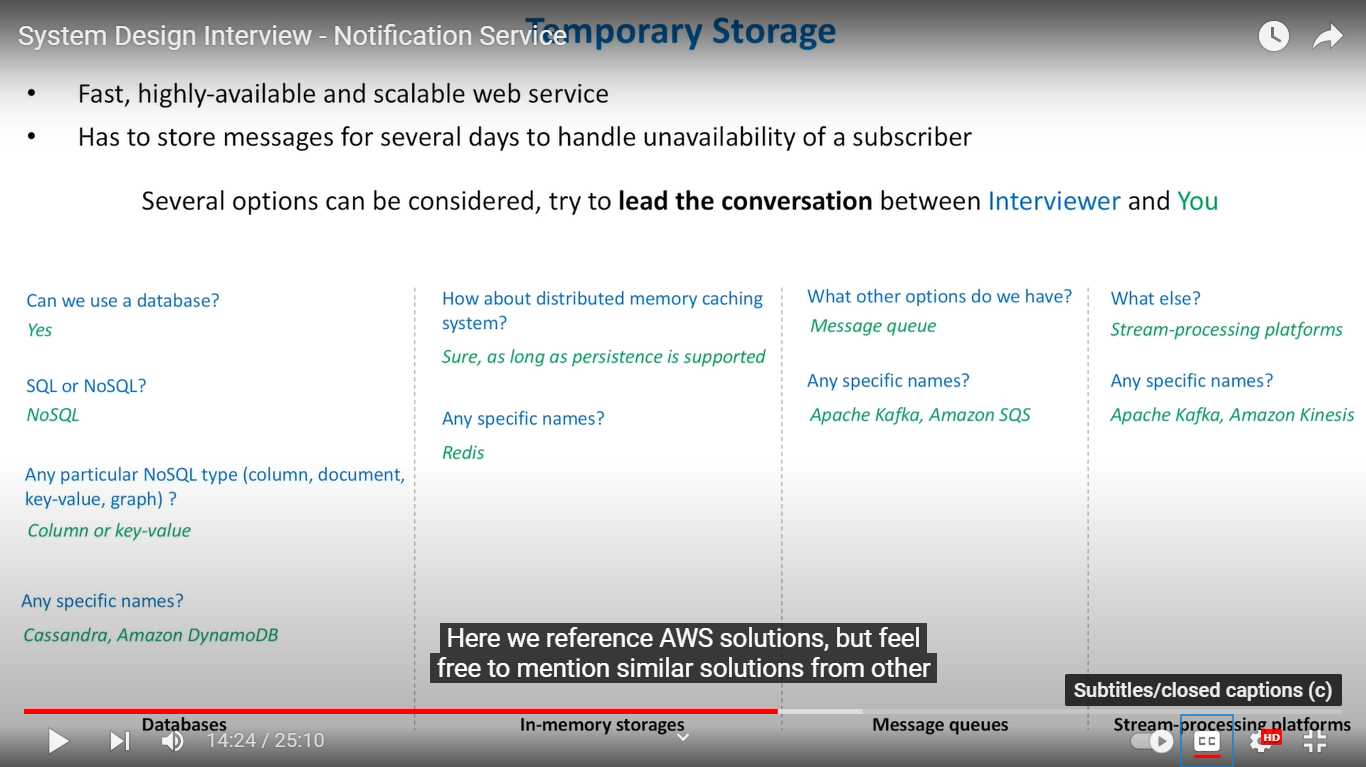 System Design Interview - Notification Service
Temporary Storage
• Fast, highly-available and scalable web service
• Has to store messages for several days to handle unavailability of a subscriber
Several options can be considered, try to lead the conversation between Interviewer and You
Can we use a database?
Yes
SQL or NoSQL?
NoSQL
Any particular NoSQL type (column, document,
key-value, graph) ?
Column or key-value
Any specific names?
Cassandra, Amazon DynamoDB
Databases
How about distributed memory caching
system?
Sure, as long as persistence is supported
Any specific names?
Redis
In-memory storages
What other options do we have?
Message queue
Any specific names?
Apache Kafka, Amazon SQS
Message queues
What else?
Stream-processing platforms
Any specific names?
Apache Kafka, Amazon Kinesis
Stream-processing platforms
Here we reference AWS solutions, but feel
free to mention similar solutions from other
Subtitles/closed captions (c)
14:24 / 25:10
CC
HD